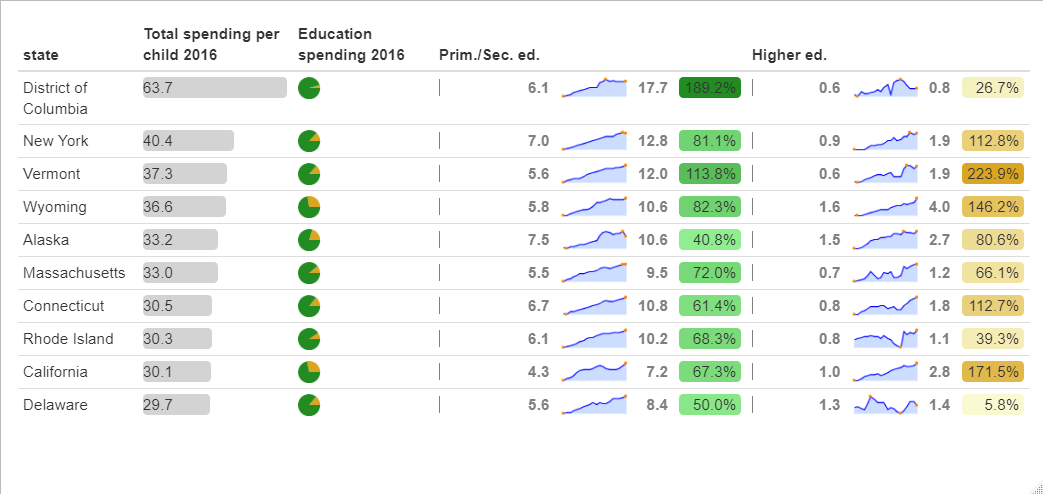 state Total spending per child 2016 Education spending 2016 Prim./Sec. ed. Higher ed.
District of Columbia 63.7 6.1 17.7 189.2% 0.6 0.8 26.7%
New York 40.4 7.0 12.8 81.1% 0.9 1.9 112.8%
Vermont 37.3 5.6 12.0 113.8% 0.6 1.9 223.9%
Wyoming 36.6 5.8 10.6 82.3% 1.6 4.0 146.2%
Alaska 33.2 7.5 10.6 40.8% 1.5 2.7 80.6%
Massachusetts 33.0 5.5 9.5 72.0% 0.7 1.2 66.1%
Connecticut 30.5 6.7 10.8 61.4% 0.8 1.8 112.7%
Rhode Island 30.3 6.1 10.2 68.3% 0.8 1.1 39.3%
California 30.1 4.3 7.2 67.3% 1.0 2.8 171.5%
Delaware 29.7 5.6 8.4 50.0% 1.3 1.4 5.8%